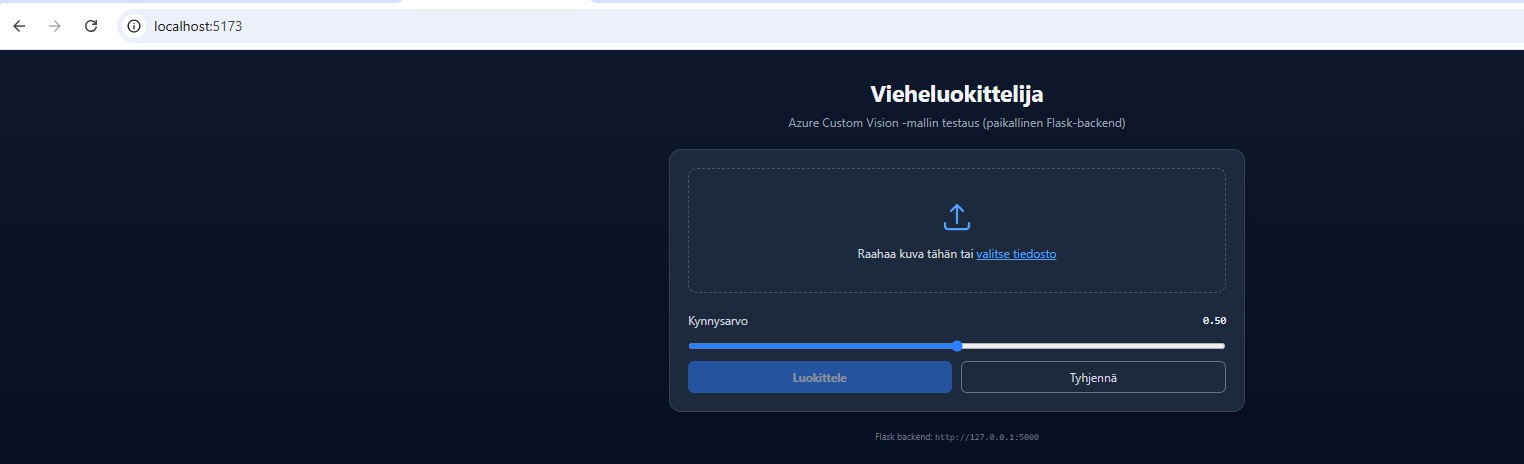 localhost:5173
Vieheluokittelija
Azure Custom Vision -mallin testaus (paikallinen Flask-backend)
Raahaa kuva tähän tai valitse tiedosto
Kynnysarvo 0.50
Luokittele Tyhjennä
Flask backend: http://127.0.0.1:5000